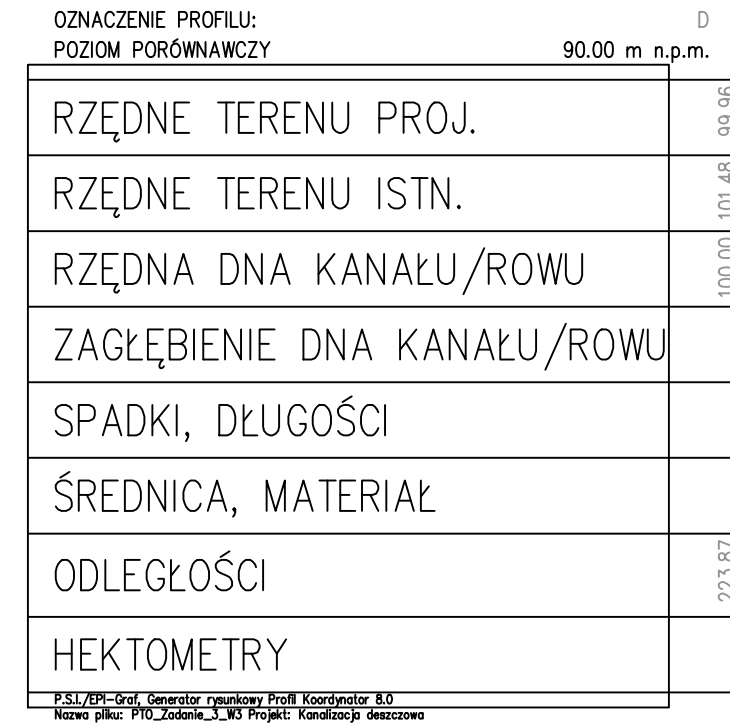 OZNACZENIE PROFILU: D
POZIOM PORÓWNAWCZY 90.00 m n.p.m.
RZĘDNE TERENU PROJ. 99.96
RZĘDNE TERENU ISTN. 101.48
RZĘDNA DNA KANAŁU/ROWU 100.00
ZAGŁĘBIENIE DNA KANAŁU/ROWU
SPADKI, DŁUGOŚCI
ŚREDNICA, MATERIAŁ
ODLEGŁOŚCI 223.87
HEKTOMETRY
P.S.I./EPI-Graf, Generator rysunkowy Profil Koordynator 8.0
Nazwa pliku: PTO_Zadanie_3_W3 Projekt: Kanalizacja deszczowa